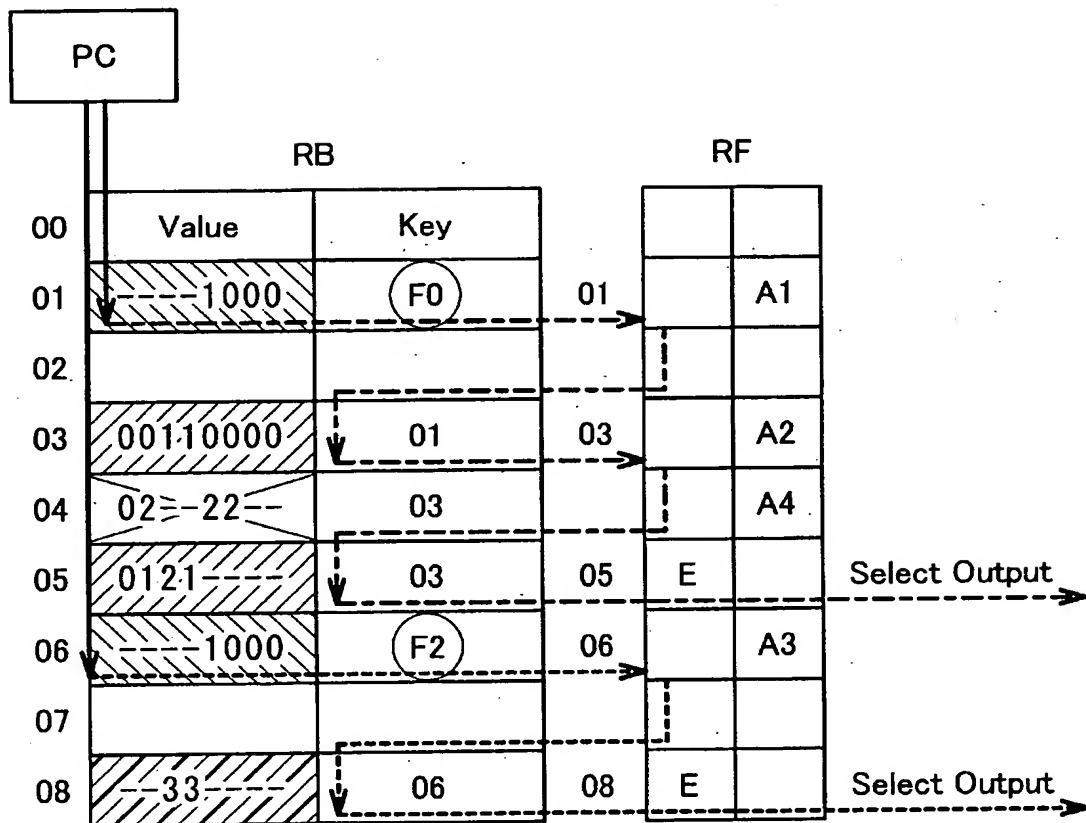 PC
RB RF
00 Value Key
01 ----1000 F0 01 A1
02
03 00110000 01 03 A2
04 02--22-- 03 A4
05 0121---- 03 05 E Select Output
06 ----1000 F2 06 A3
07
08 --33---- 06 08 E Select Output